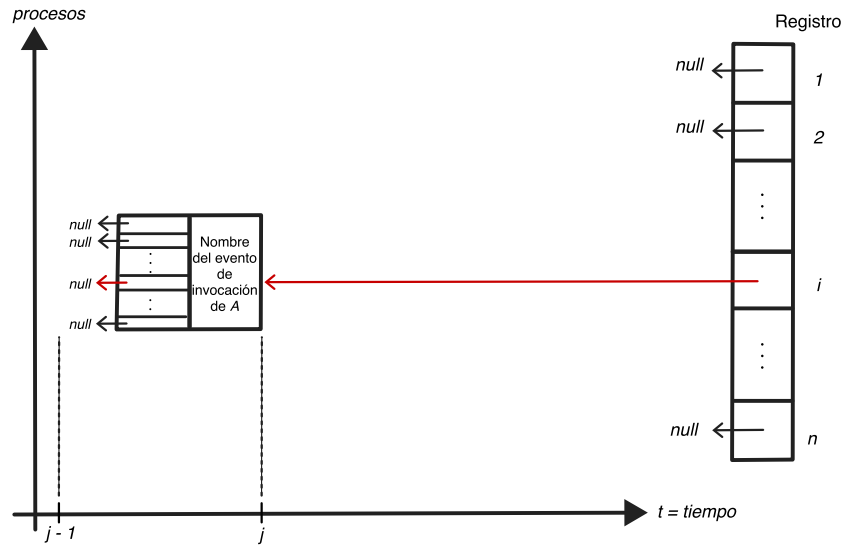 procesos
Registro
null
1
null
2
null
null
Nombre
del evento
de
invocación
de A
null
i
null
null
n
t = tiempo
j - 1
j